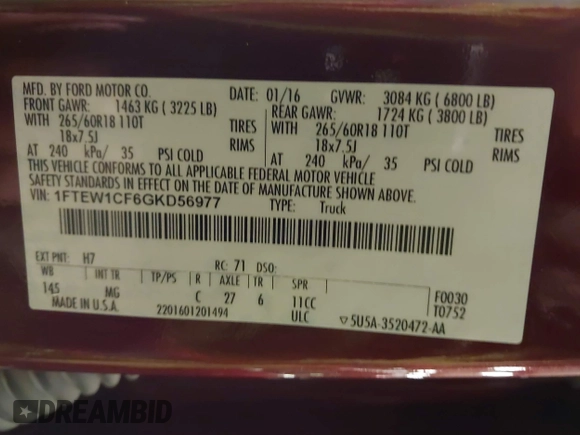 MFD. BY FORD MOTOR CO. DATE: 01/16 GVWR: 3084 KG ( 6800 LB)
FRONT GAWR: 1463 KG ( 3225 LB) REAR GAWR: 1724 KG ( 3800 LB)
WITH 265/60R18 110T TIRES WITH 265/60R18 110T TIRES
18x7.5J RIMS 18x7.5J RIMS
AT 240 kPa/ 35 PSI COLD AT 240 kPa/ 35 PSI COLD
THIS VEHICLE CONFORMS TO ALL APPLICABLE FEDERAL MOTOR VEHICLE
SAFETY STANDARDS IN EFFECT ON THE DATE OF MANUFACTURE SHOWN ABOVE.
VIN: 1FTEW1CF6GKD56977 TYPE: Truck
EXT PNT: H7 RC: 71 DSO:
WB INT TR TP/PS R AXLE TR SPR
145 MG C 27 6 11CC F0030
ULC T0752
MADE IN U.S.A. 2201601201494 ▽5U5A-3520472-AA
DREAMBID